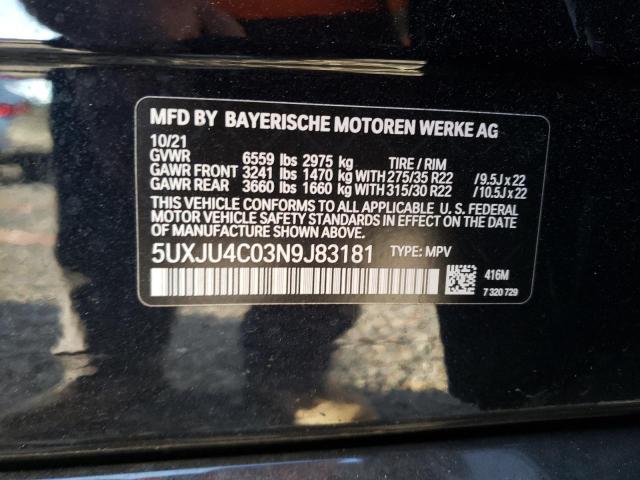 MFD BY BAYERISCHE MOTOREN WERKE AG
10/21
GVWR 6559 lbs 2975 kg TIRE / RIM
GAWR FRONT 3241 lbs 1470 kg WITH 275/35 R22 /9.5J x 22
GAWR REAR 3660 lbs 1660 kg WITH 315/30 R22 /10.5J x 22
THIS VEHICLE CONFORMS TO ALL APPLICABLE U. S. FEDERAL
MOTOR VEHICLE SAFETY STANDARDS IN EFFECT ON THE DATE OF
MANUFACTURE SHOWN ABOVE.
5UXJU4C03N9J83181 TYPE: MPV
416M
7 320 729